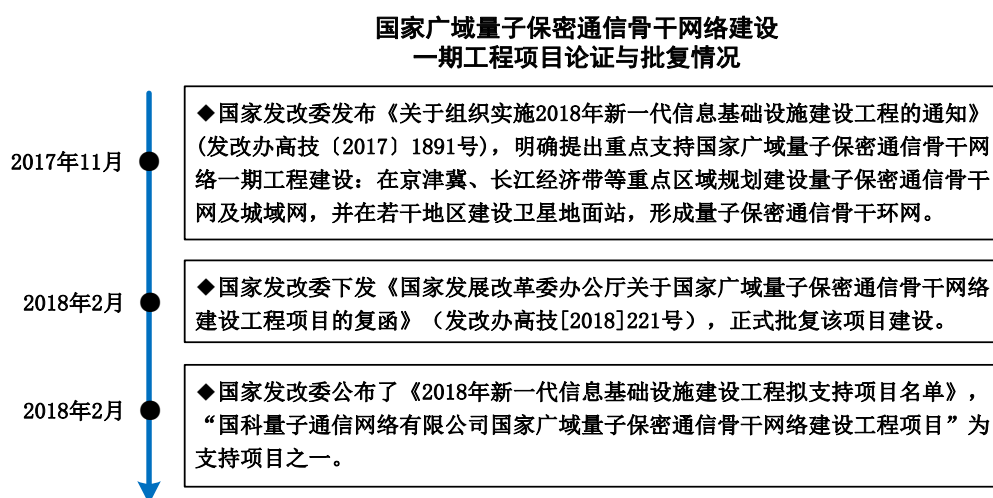 国家广域量子保密通信骨干网络建设
一期工程项目论证与批复情况
2017年11月
◆国家发改委发布《关于组织实施2018年新一代信息基础设施建设工程的通知》
(发改办高技〔2017〕1891号)，明确提出重点支持国家广域量子保密通信骨干网
络一期工程建设：在京津冀、长江经济带等重点区域规划建设量子保密通信骨干
网及城域网，并在若干地区建设卫星地面站，形成量子保密通信骨干环网。
2018年2月
◆国家发改委下发《国家发展改革委办公厅关于国家广域量子保密通信骨干网络
建设工程项目的复函》（发改办高技[2018]221号），正式批复该项目建设。
2018年2月
◆国家发改委公布了《2018年新一代信息基础设施建设工程拟支持项目名单》，
“国科量子通信网络有限公司国家广域量子保密通信骨干网络建设工程项目”为
支持项目之一。